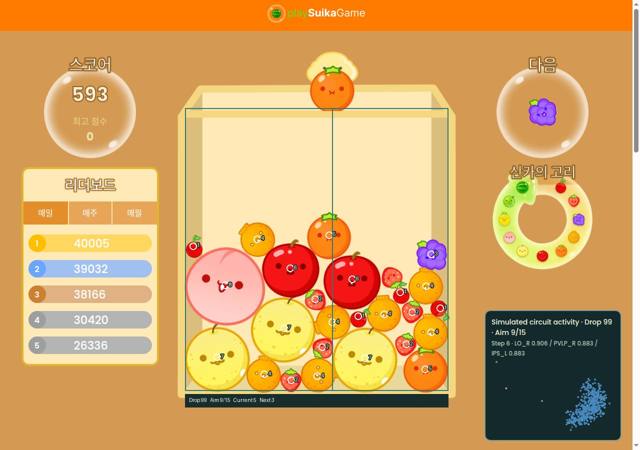 playSuikaGame
스코어
593
최고 점수
0
리더보드
매일 매주 매월
1 40005
2 39032
3 38166
4 30420
5 26336
다음
신카의 고리
Simulated circuit activity · Drop 99
· Aim 9/15
Step 6 · LO_R 0.906 / PVLP_R 0.883 /
IPS_L 0.883
Drop 99 Aim 9/15 Current 5 Next 3